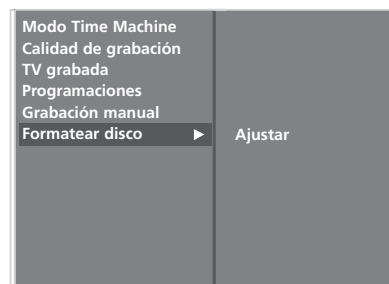 Modo Time Machine
Calidad de grabación
TV grabada
Programaciones
Grabación manual
Formatear disco ► Ajustar